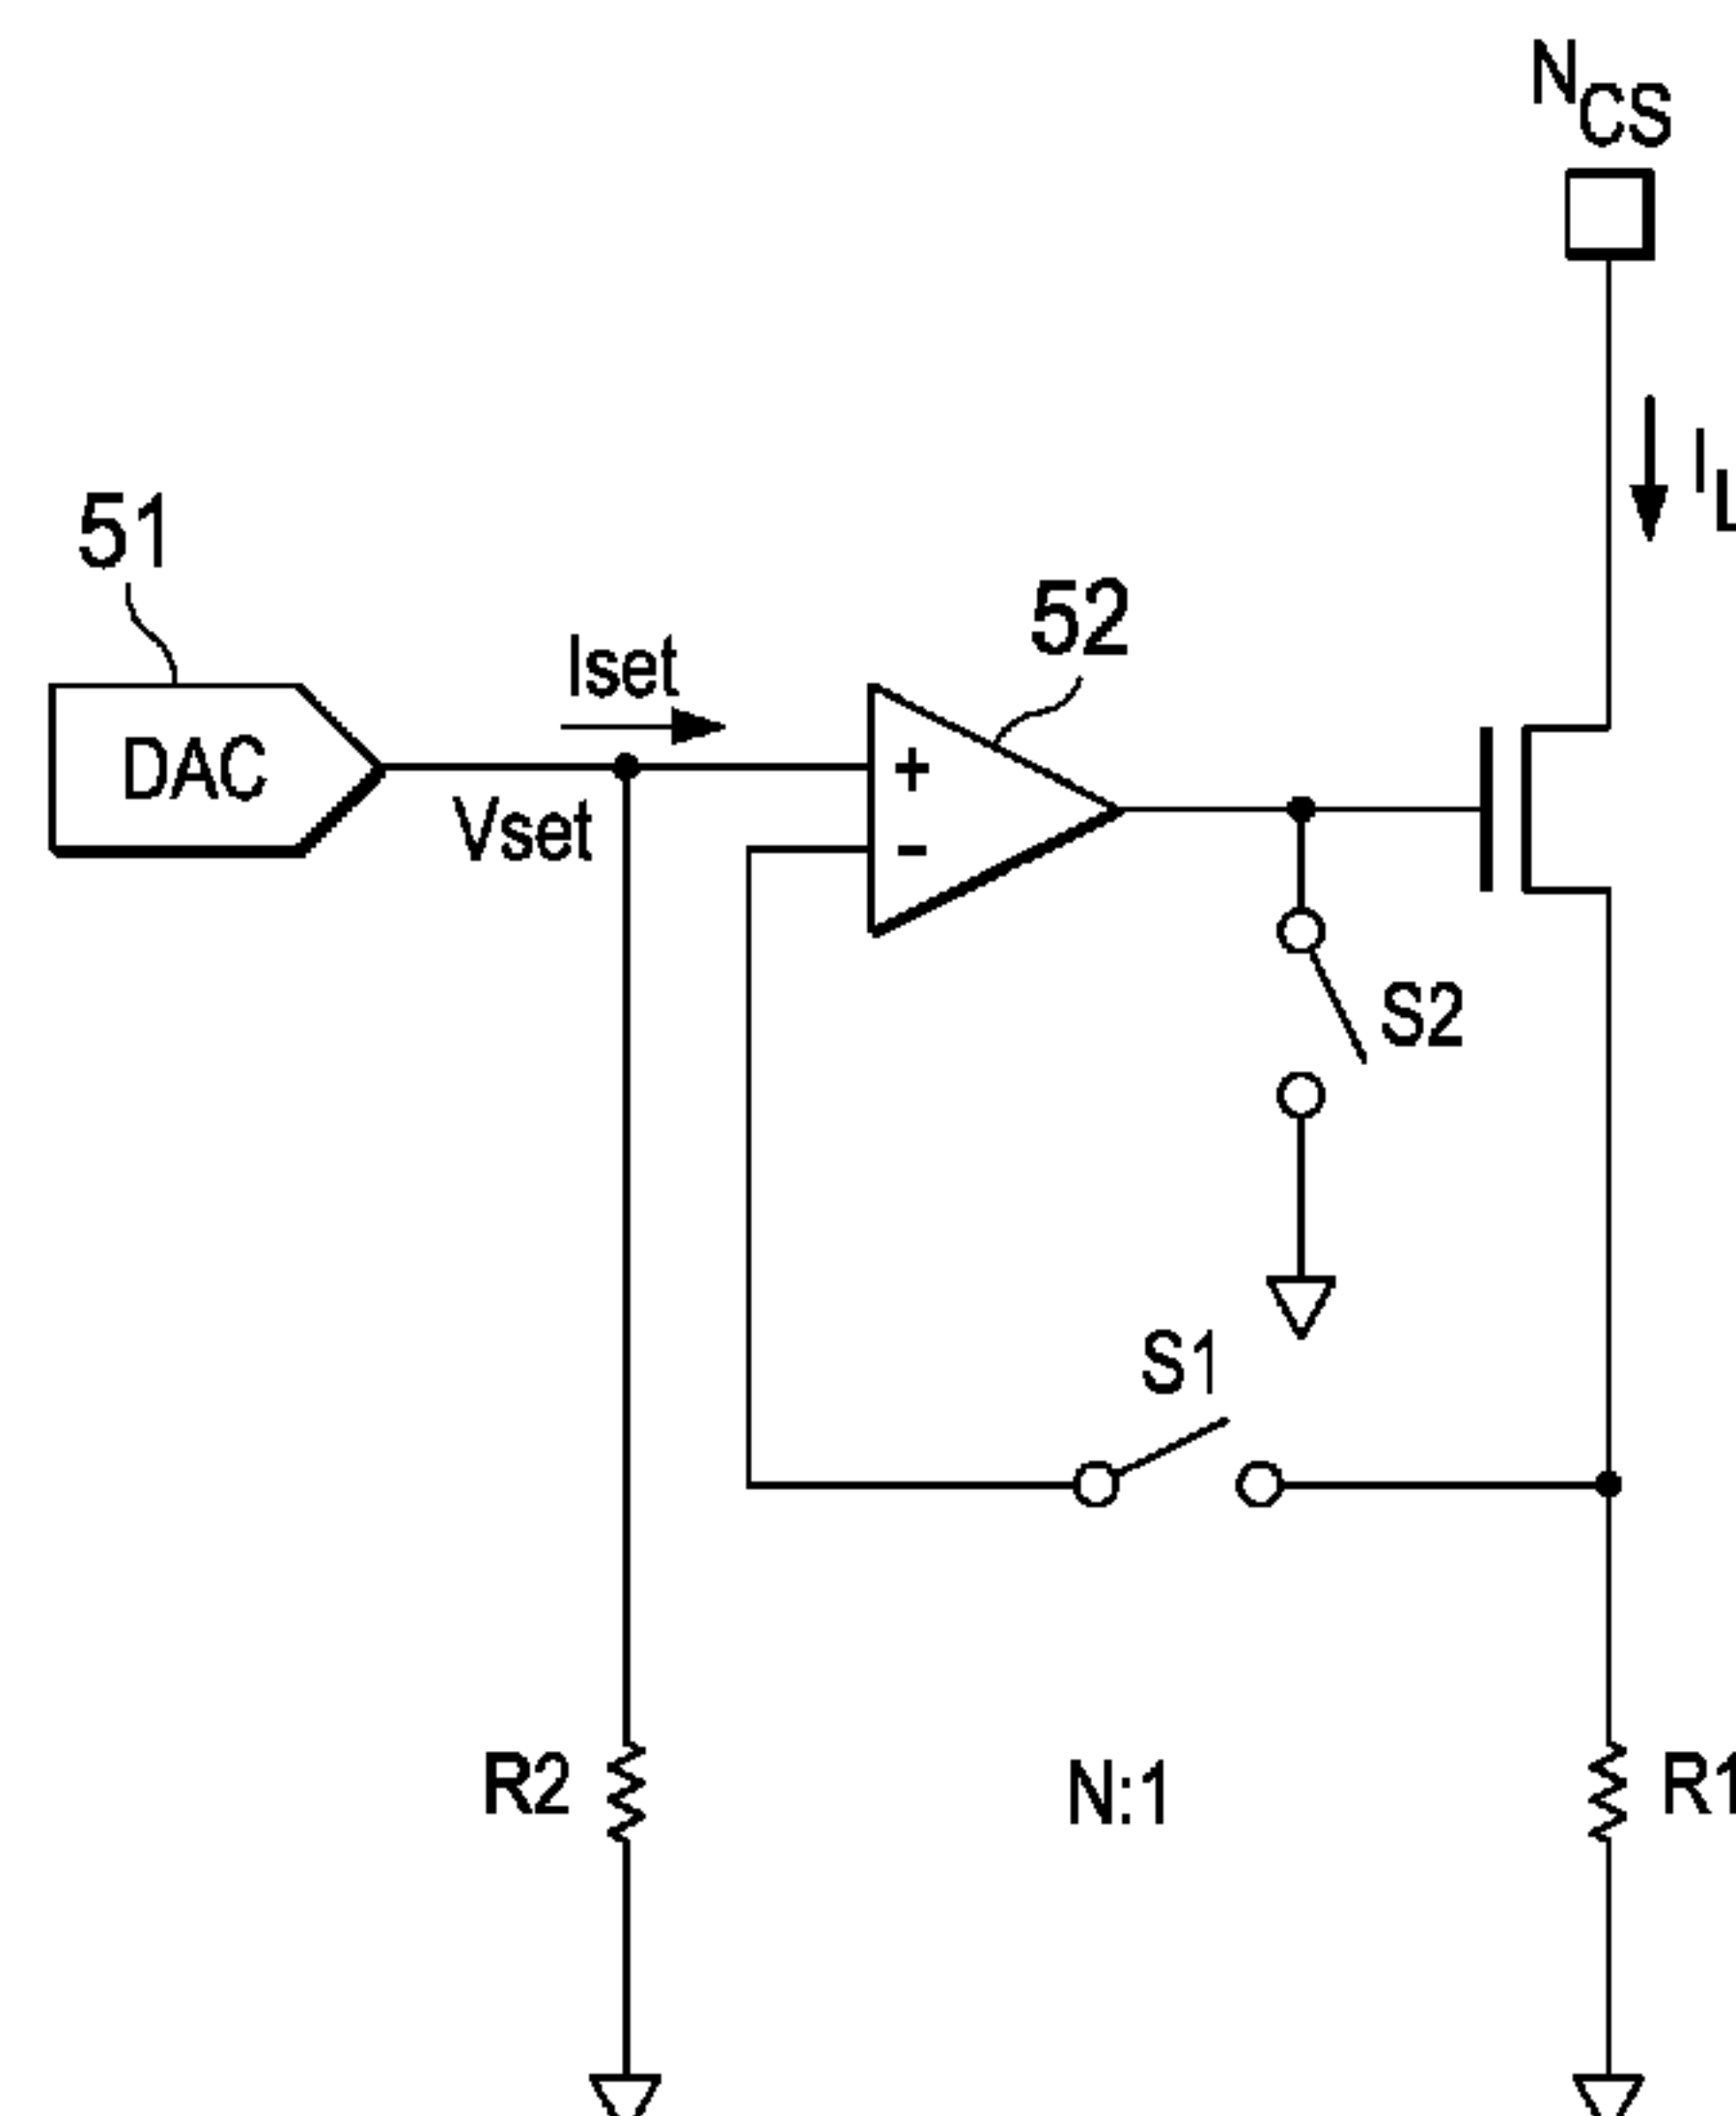 NCS
IL
51
52
Iset
DAC
+
Vset
-
S2
S1
R2
N:1
R1